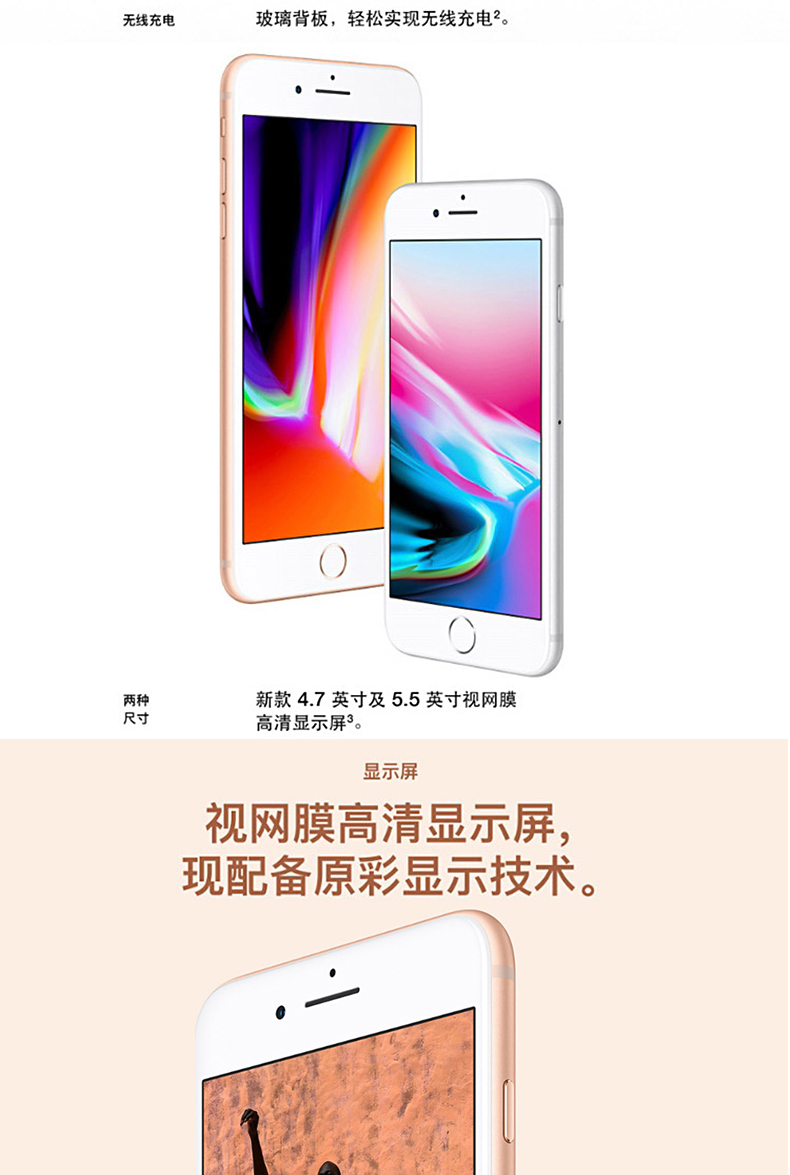 无线充电 玻璃背板，轻松实现无线充电²。
两种 新款 4.7 英寸及 5.5 英寸视网膜
尺寸 高清显示屏³。
显示屏
视网膜高清显示屏，
现配备原彩显示技术。